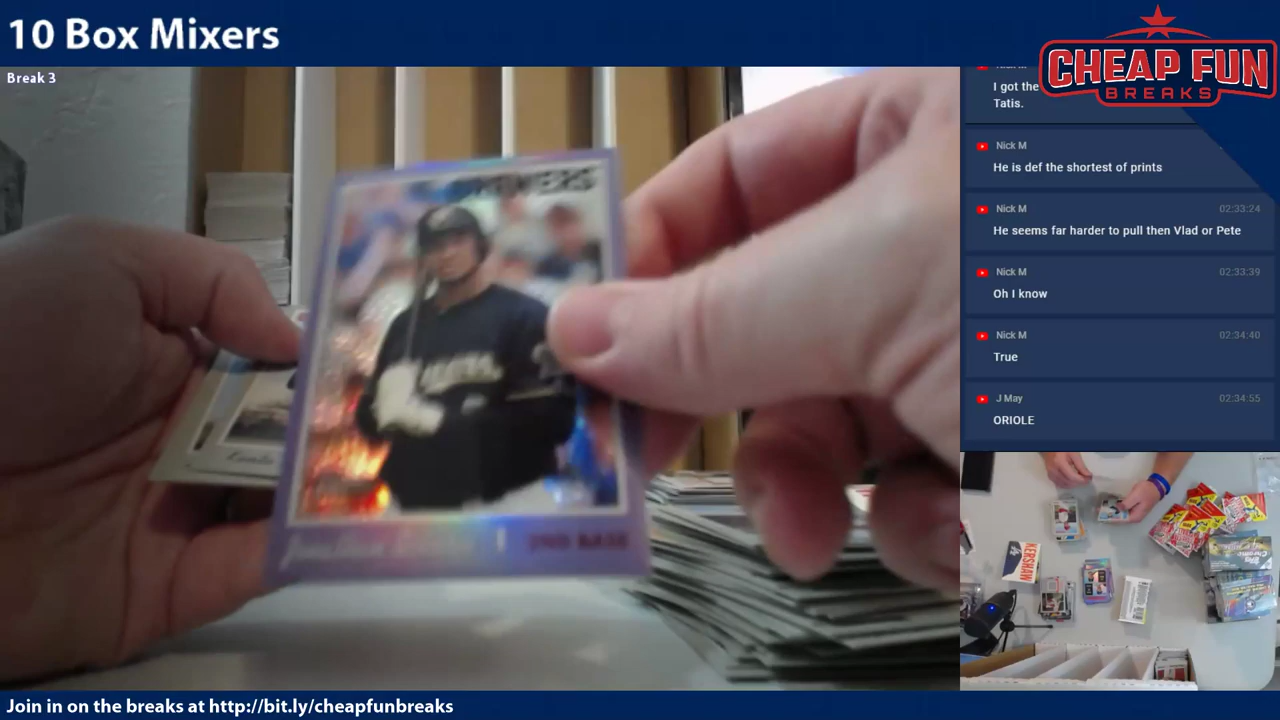 10 Box Mixers
CHEAP FUN
BREAKS
Break 3
I got the
Tatis.
Nick M
He is def the shortest of prints
Nick M 02:33:24
He seems far harder to pull then Vlad or Pete
Nick M 02:33:39
Oh I know
Nick M 02:34:40
True
J May 02:34:55
ORIOLE
2ND BASE
KERSHAW
Join in on the breaks at http://bit.ly/cheapfunbreaks